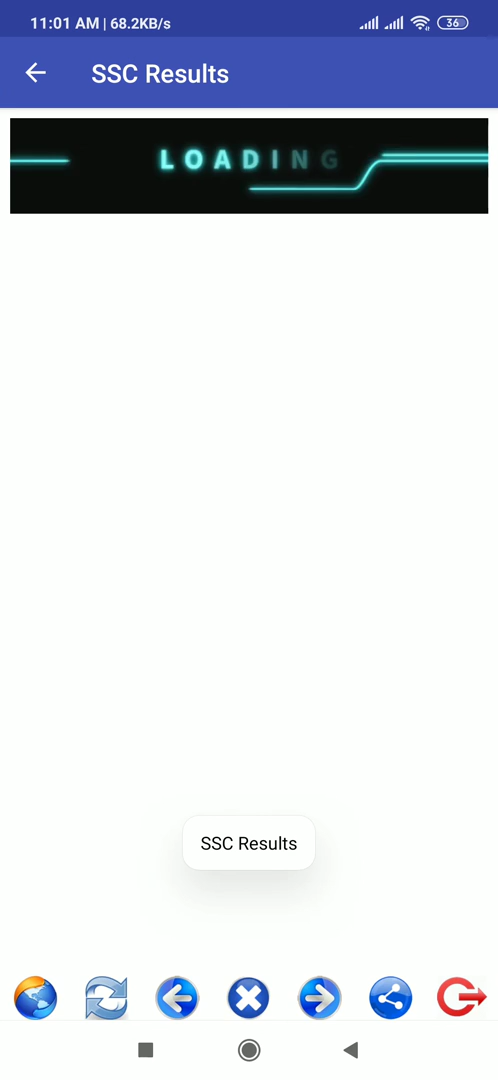 11:01 AM | 68.2KB/s
36
SSC Results
LOADING
SSC Results